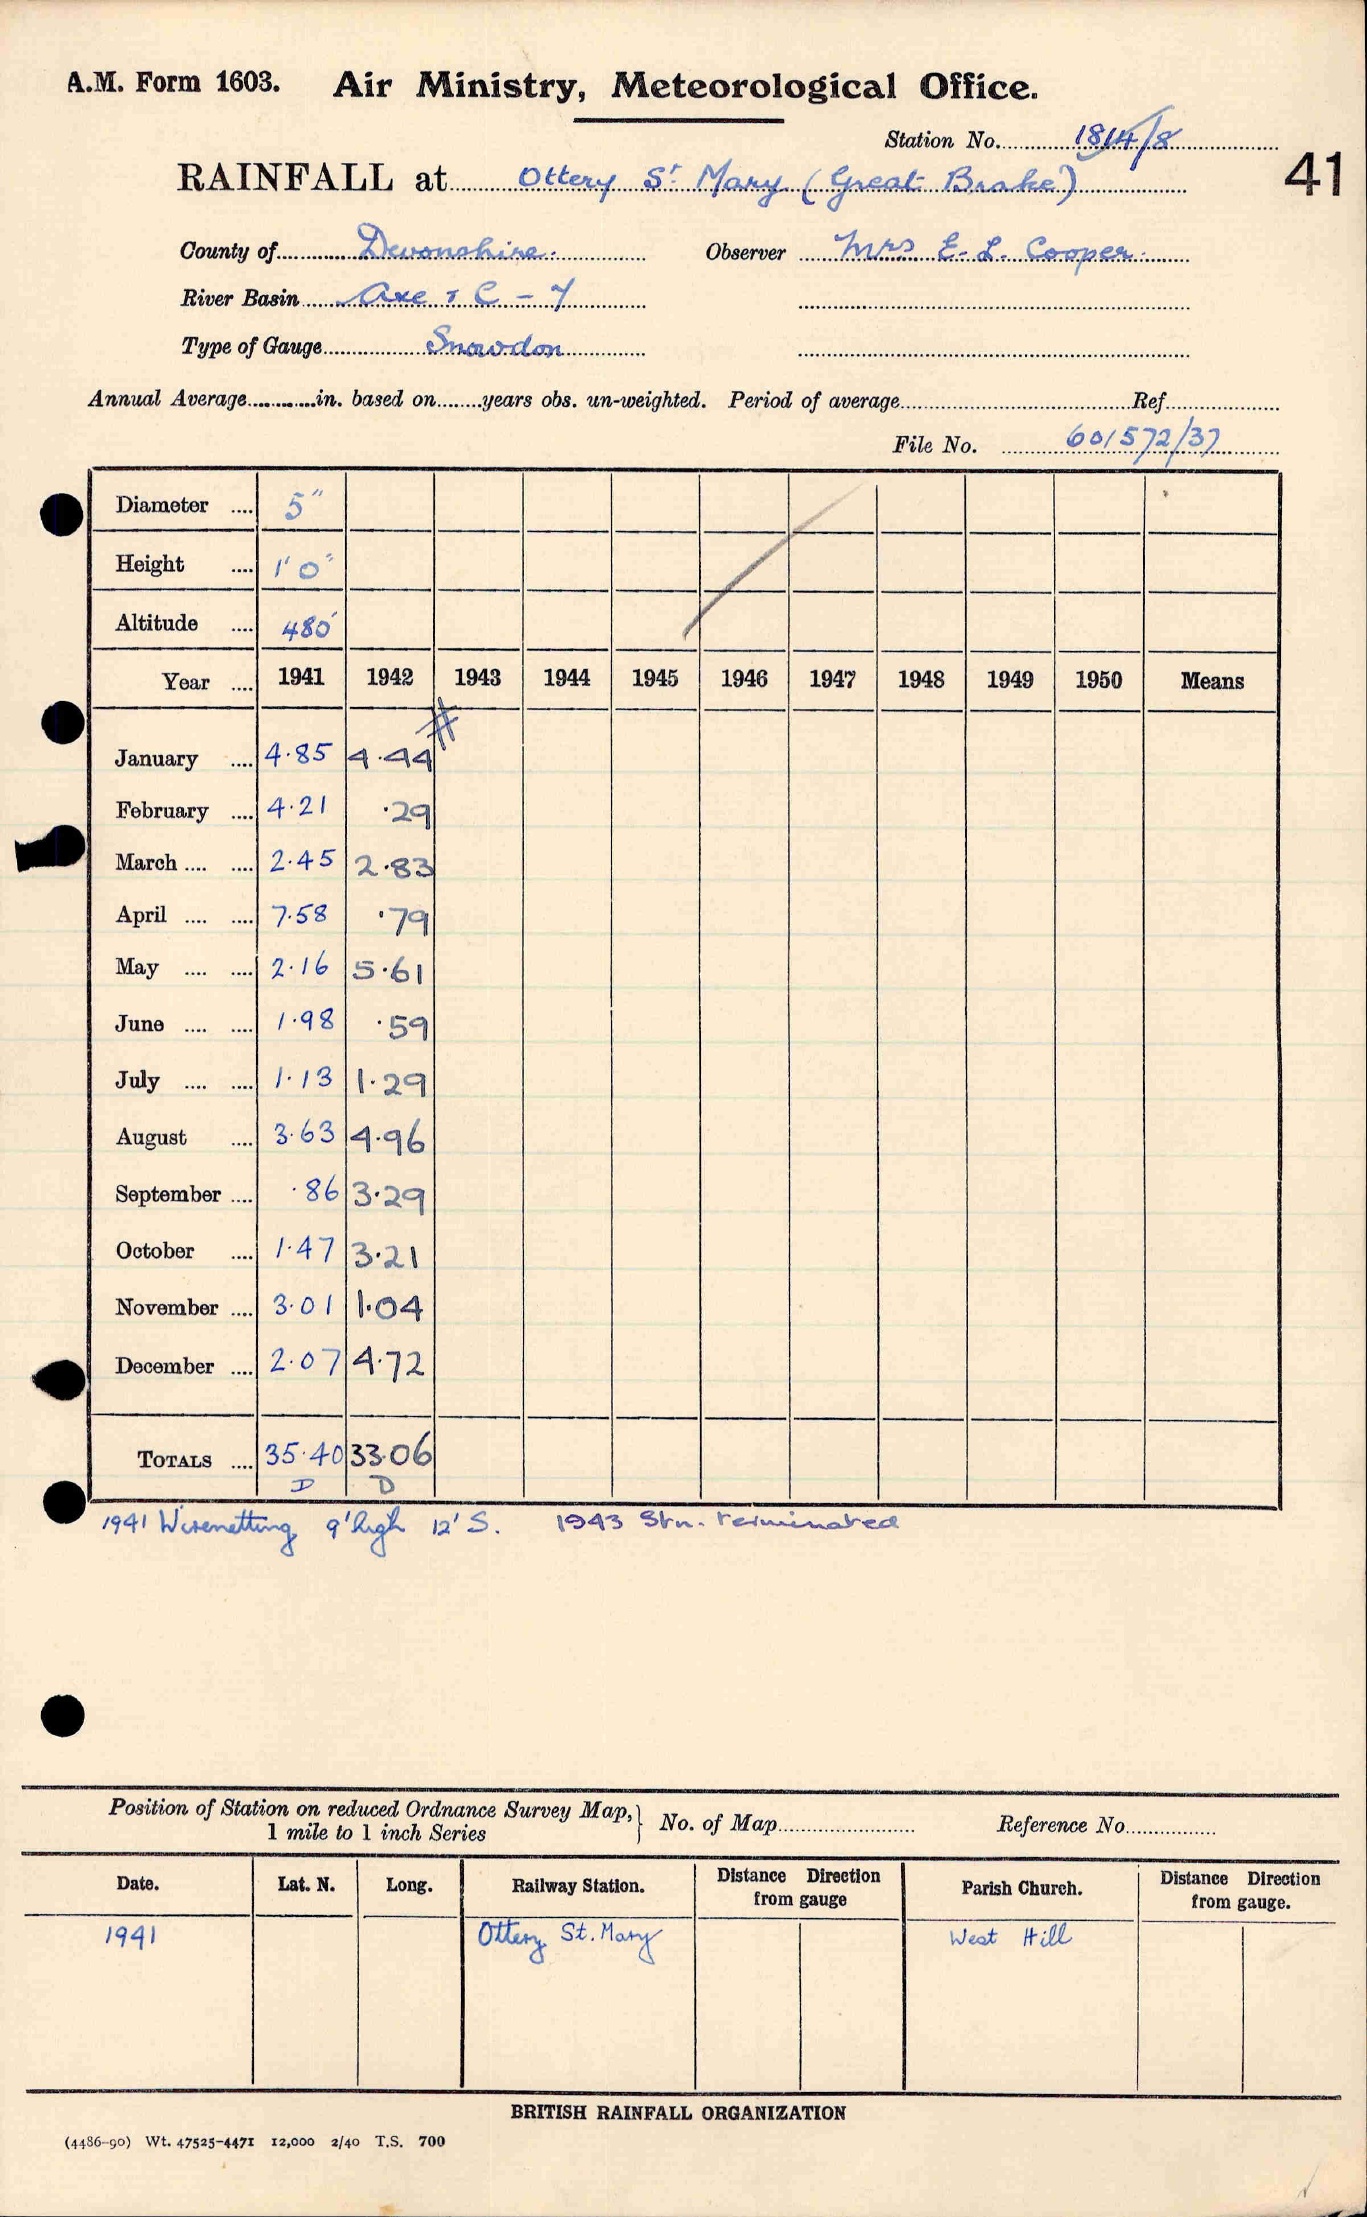 A.M. Form 1603. Air Ministry, Meteorological Office.
Station No. 1814/8
41
RAINFALL at Ottery St Mary (Great Brake)
County of Devonshire. Observer Mrs E. L. Cooper.
River Basin Axe & C - 7
Type of Gauge Snowdon
Annual Average in. based on years obs. un-weighted. Period of average Ref
File No. 601572/37
Diameter 5"
Height 1' 0"
Altitude 480'
Year 1941 1942 1943 1944 1945 1946 1947 1948 1949 1950 Means
January 4.85 4.44
February 4.21 .29
March 2.45 2.83
April 7.58 .79
May 2.16 5.61
June 1.98 .59
July 1.13 1.29
August 3.63 4.96
September .86 3.29
October 1.47 3.21
November 3.01 1.04
December 2.07 4.72
TOTALS 35.40 33.06
D D
1941 Wirenetting 9' high 12' S. 1943 Stn. terminated
Position of Station on reduced Ordnance Survey Map, } No. of Map Reference No.
1 mile to 1 inch Series
Date. Lat. N. Long. Railway Station. Distance Direction from gauge Parish Church. Distance Direction from gauge.
1941 Ottery St. Mary West Hill
BRITISH RAINFALL ORGANIZATION
(4486-90) Wt. 47525-4471 12,000 2/40 T.S. 700